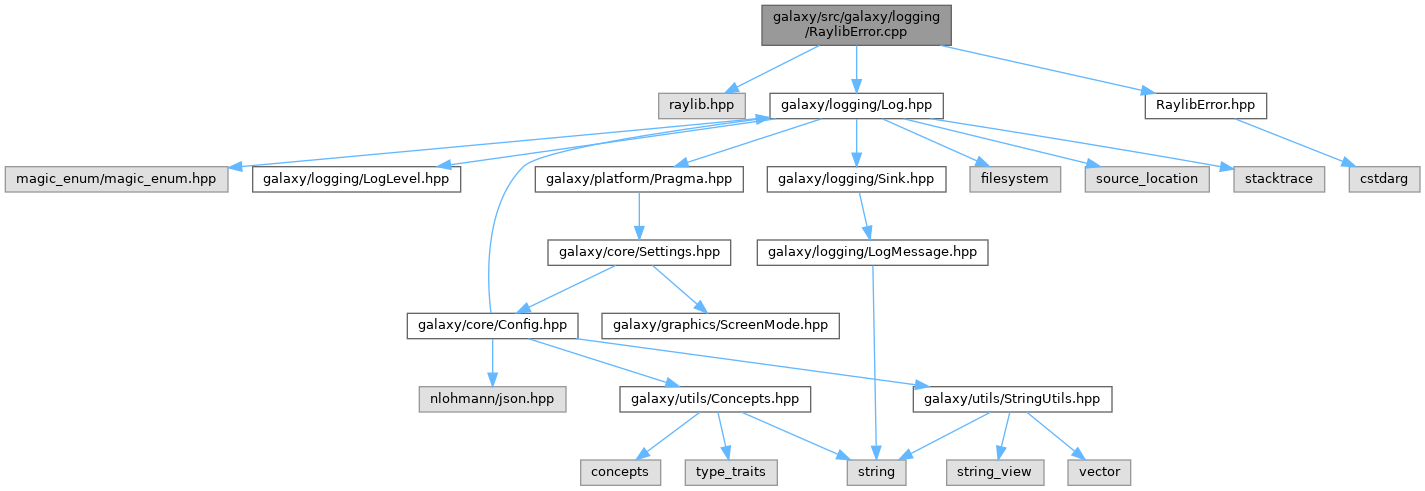 galaxy/src/galaxy/logging
/RaylibError.cpp
raylib.hpp
galaxy/logging/Log.hpp
RaylibError.hpp
magic_enum/magic_enum.hpp
galaxy/logging/LogLevel.hpp
galaxy/platform/Pragma.hpp
galaxy/logging/Sink.hpp
filesystem
source_location
stacktrace
cstdarg
galaxy/core/Settings.hpp
galaxy/logging/LogMessage.hpp
galaxy/core/Config.hpp
galaxy/graphics/ScreenMode.hpp
nlohmann/json.hpp
galaxy/utils/Concepts.hpp
galaxy/utils/StringUtils.hpp
concepts
type_traits
string
string_view
vector